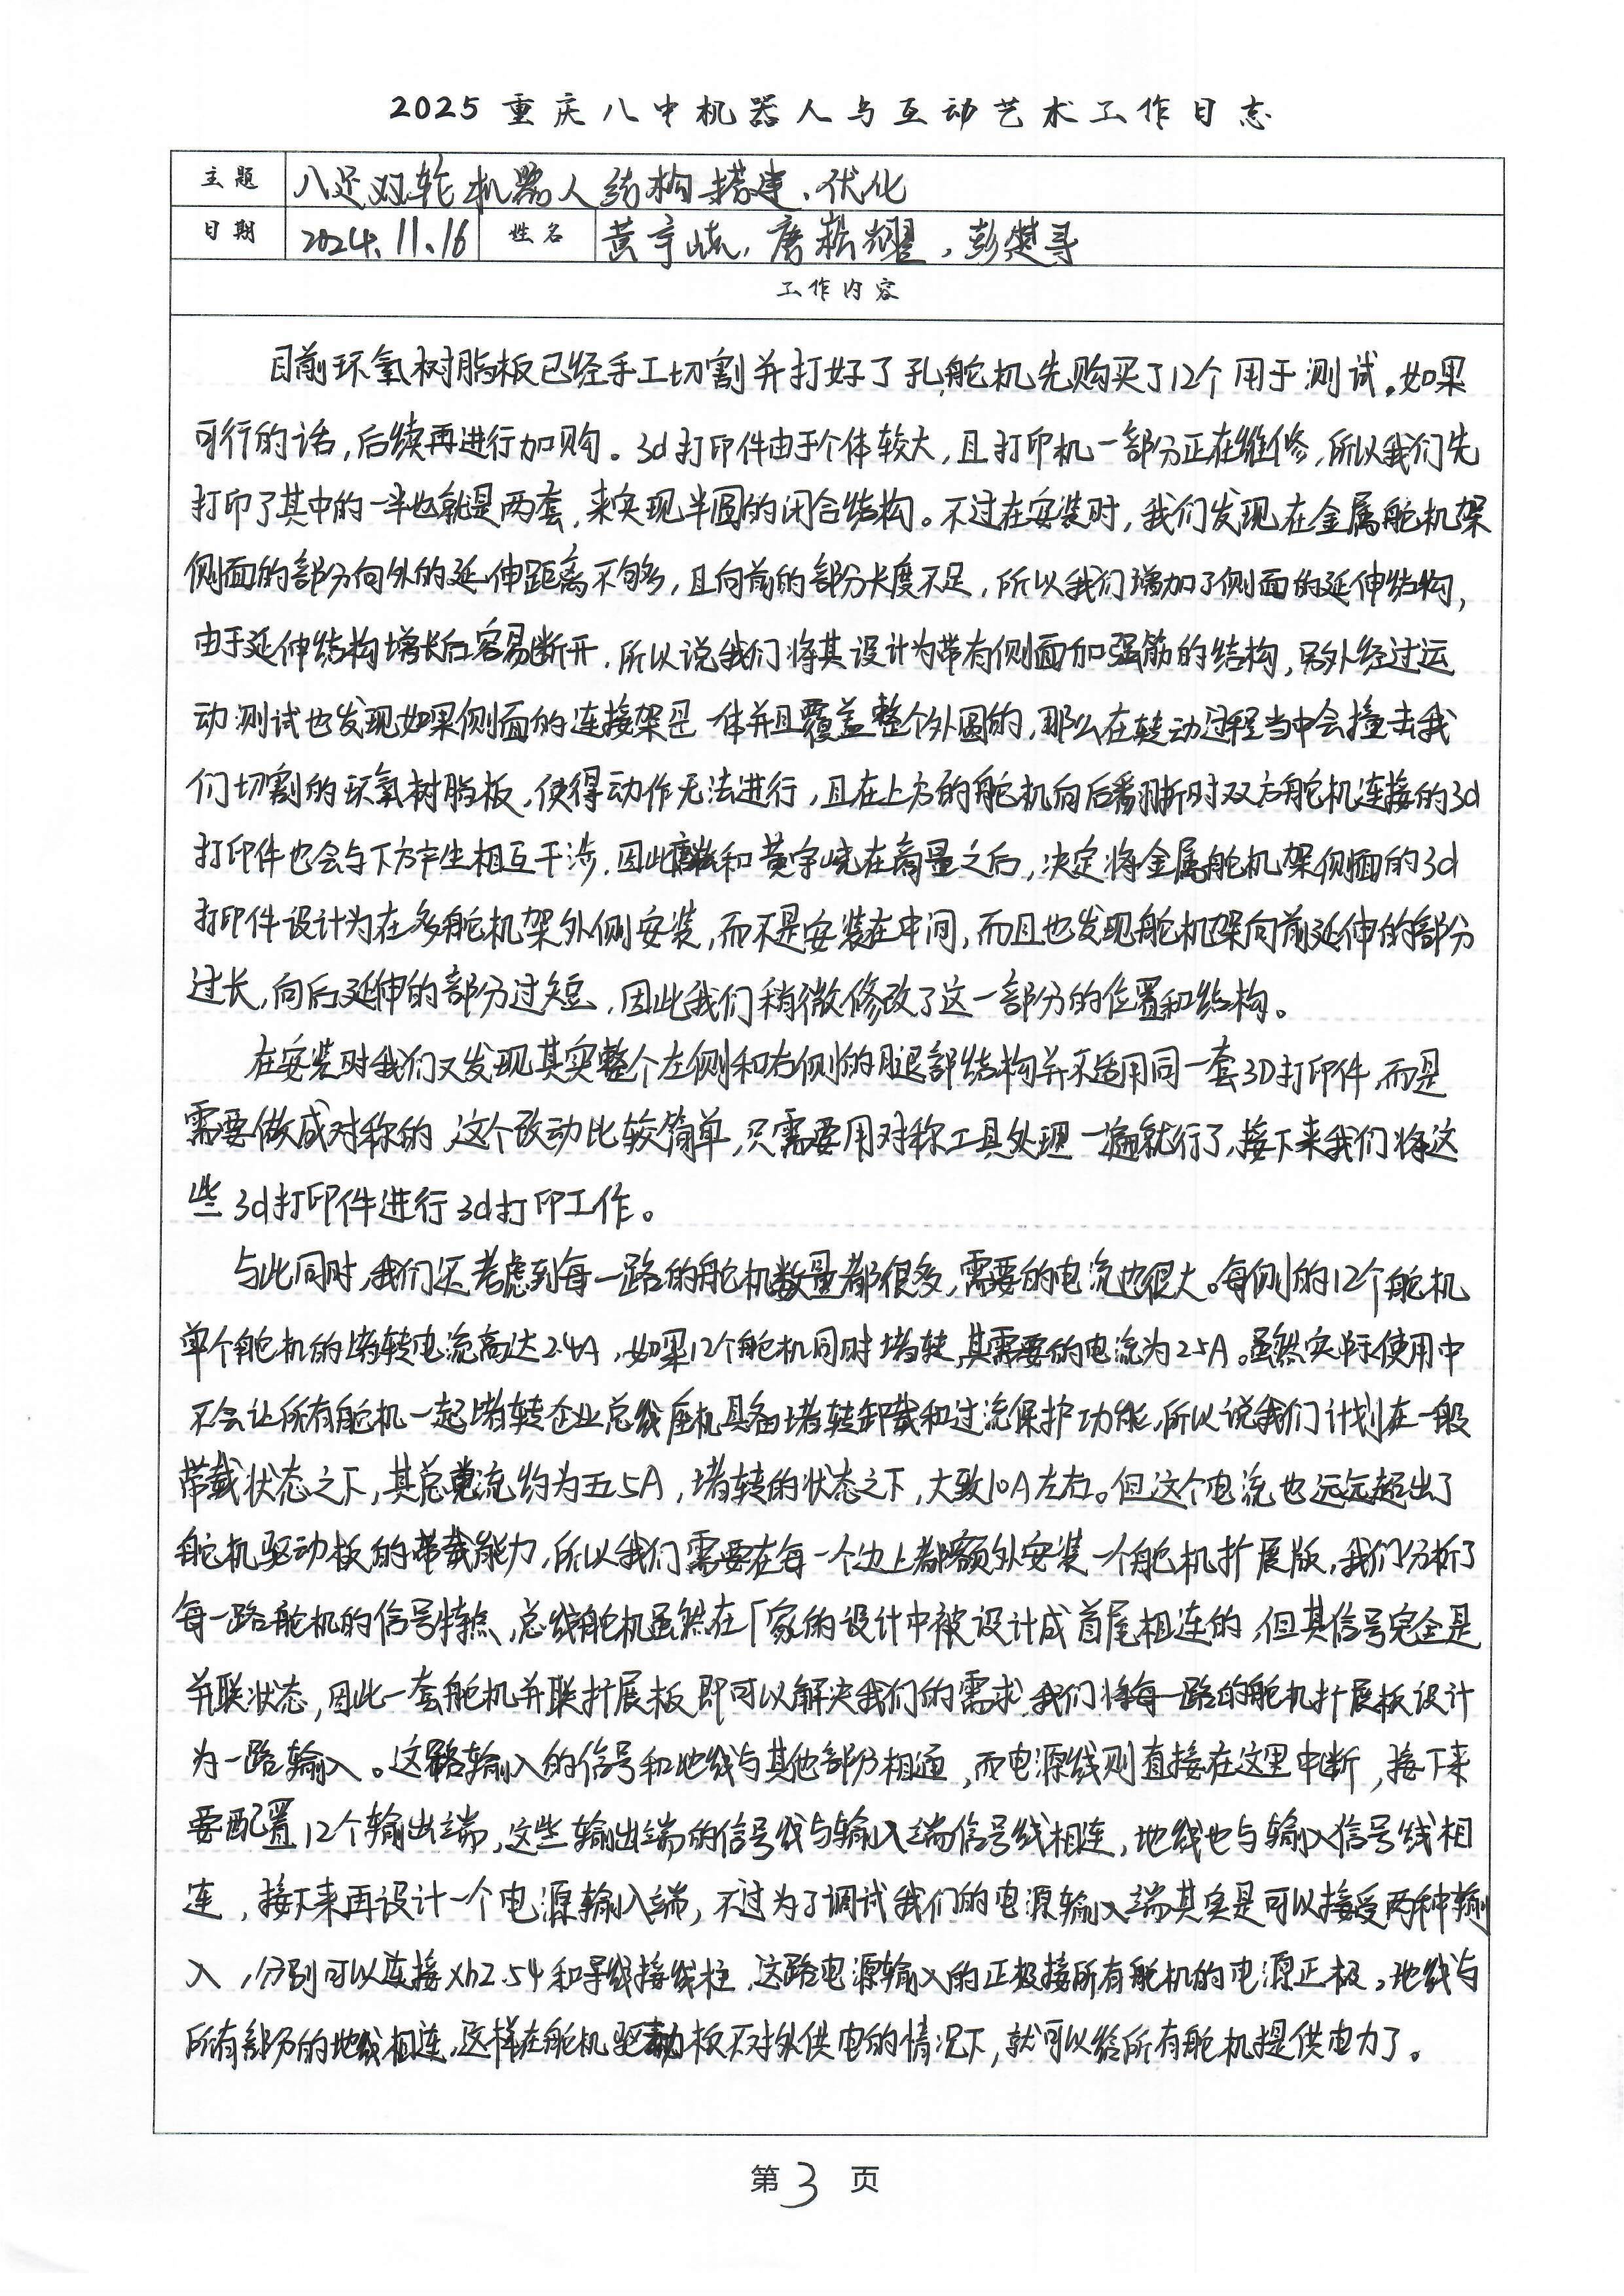 2025重庆八中机器人与互动艺术工作日志
主题 八足双轮机器人结构搭建、优化
日期 2024.11.16 姓名 黄宇峣,唐崧耀,彭楚寻
工作内容
目前环氧树脂板已经手工切割并打好了孔,舵机先购买了12个用于测试。如果
可行的话,后续再进行加购。3d打印件由于个体较大,且打印机一部分正在维修,所以我们先
打印了其中的一半也就是两套,来实现半圆的闭合结构。不过在安装时,我们发现在金属舵机架
侧面的部分向外的延伸距离不够,且向前的部分长度不足,所以我们增加了侧面的延伸结构,
由于延伸结构增长后容易断开,所以说我们将其设计为带有侧面加强筋的结构,另外经过运
动测试也发现如果侧面的连接架是一体并且覆盖整个外圆的,那么在转动过程当中会撞击我
们切割的环氧树脂板,使得动作无法进行,且在上方的舵机向后翻折时双方舵机连接的3d
打印件也会与下方产生相互干涉,因此唐崧和黄宇峣在商量之后,决定将金属舵机架侧面的3d
打印件设计为在多舵机架外侧安装,而不是安装在中间,而且也发现舵机架向前延伸的部分
过长,向后延伸的部分过短,因此我们稍微修改了这一部分的位置和结构。
在安装时我们又发现其实整个左侧和右侧的腿部结构并不适用同一套3D打印件,而是
需要做成对称的,这个改动比较简单,只需要用对称工具处理一遍就行了,接下来我们将这
些3d打印件进行3d打印工作。
与此同时,我们还考虑到每一路的舵机数量都很多,需要的电流也很大。每侧的12个舵机
单个舵机的堵转电流高达2.4A,如果12个舵机同时堵转,其需要的电流为25A。虽然实际使用中
不会让所有舵机一起堵转企业总线座机具备堵转卸载和过流保护功能,所以说我们计划在一般
带载状态之下,其总电流约为五5A,堵转的状态之下,大致10A左右。但这个电流也远远超出了
舵机驱动板的带载能力,所以我们需要在每一个边上都额外安装一个舵机扩展版,我们分析了
每一路舵机的信号特点,总线舵机虽然在厂家的设计中被设计成首尾相连的,但其信号完全是
并联状态,因此一套舵机并联扩展板即可以解决我们的需求,我们将每一路的舵机扩展板设计
为一路输入。这路输入的信号和地线与其他部分相通,而电源线则直接在这里中断,接下来
要配置12个输出端,这些输出端的信号线与输入端信号线相连,地线也与输入信号线相
连,接下来再设计一个电源输入端,不过为了调试我们的电源输入端其实是可以接受两种输
入,分别可以连接xh2.54和导线接线柱,这路电源输入的正极接所有舵机的电源正极,地线与
所有部分的地线相连,这样在舵机驱动板不对外供电的情况下,就可以给所有舵机提供电力了。
第3页